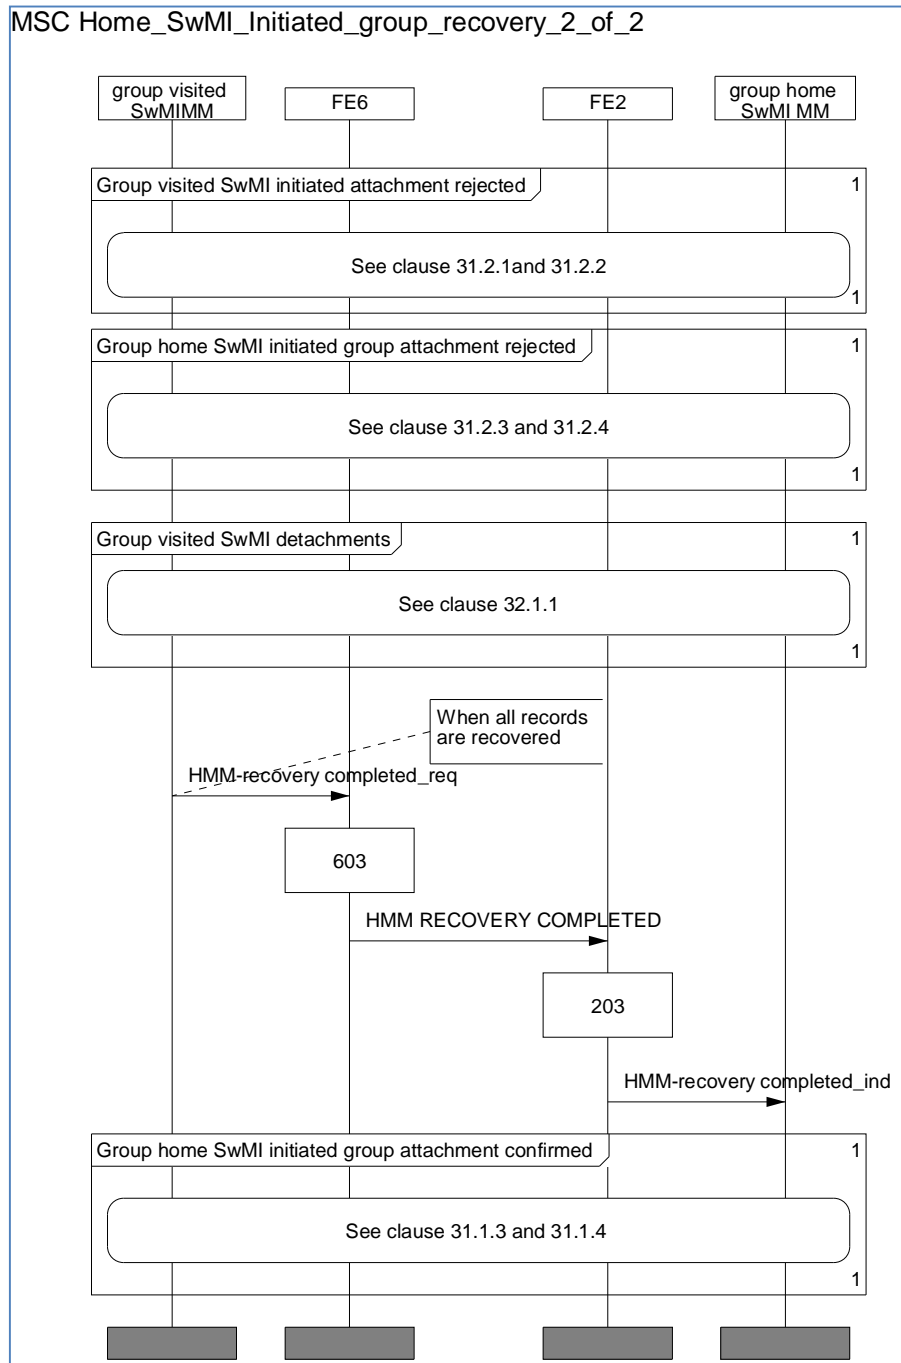 MSC Home_SwMI_Initiated_group_recovery_2_of_2
group visited
SwMIMM
FE6
FE2
group home
SwMI MM
Group visited SwMI initiated attachment rejected
1
See clause 31.2.1and 31.2.2
1
Group home SwMI initiated group attachment rejected
1
See clause 31.2.3 and 31.2.4
1
Group visited SwMI detachments
1
See clause 32.1.1
1
When all records
are recovered
HMM-recovery completed_req
603
HMM RECOVERY COMPLETED
203
HMM-recovery completed_ind
Group home SwMI initiated group attachment confirmed
1
See clause 31.1.3 and 31.1.4
1